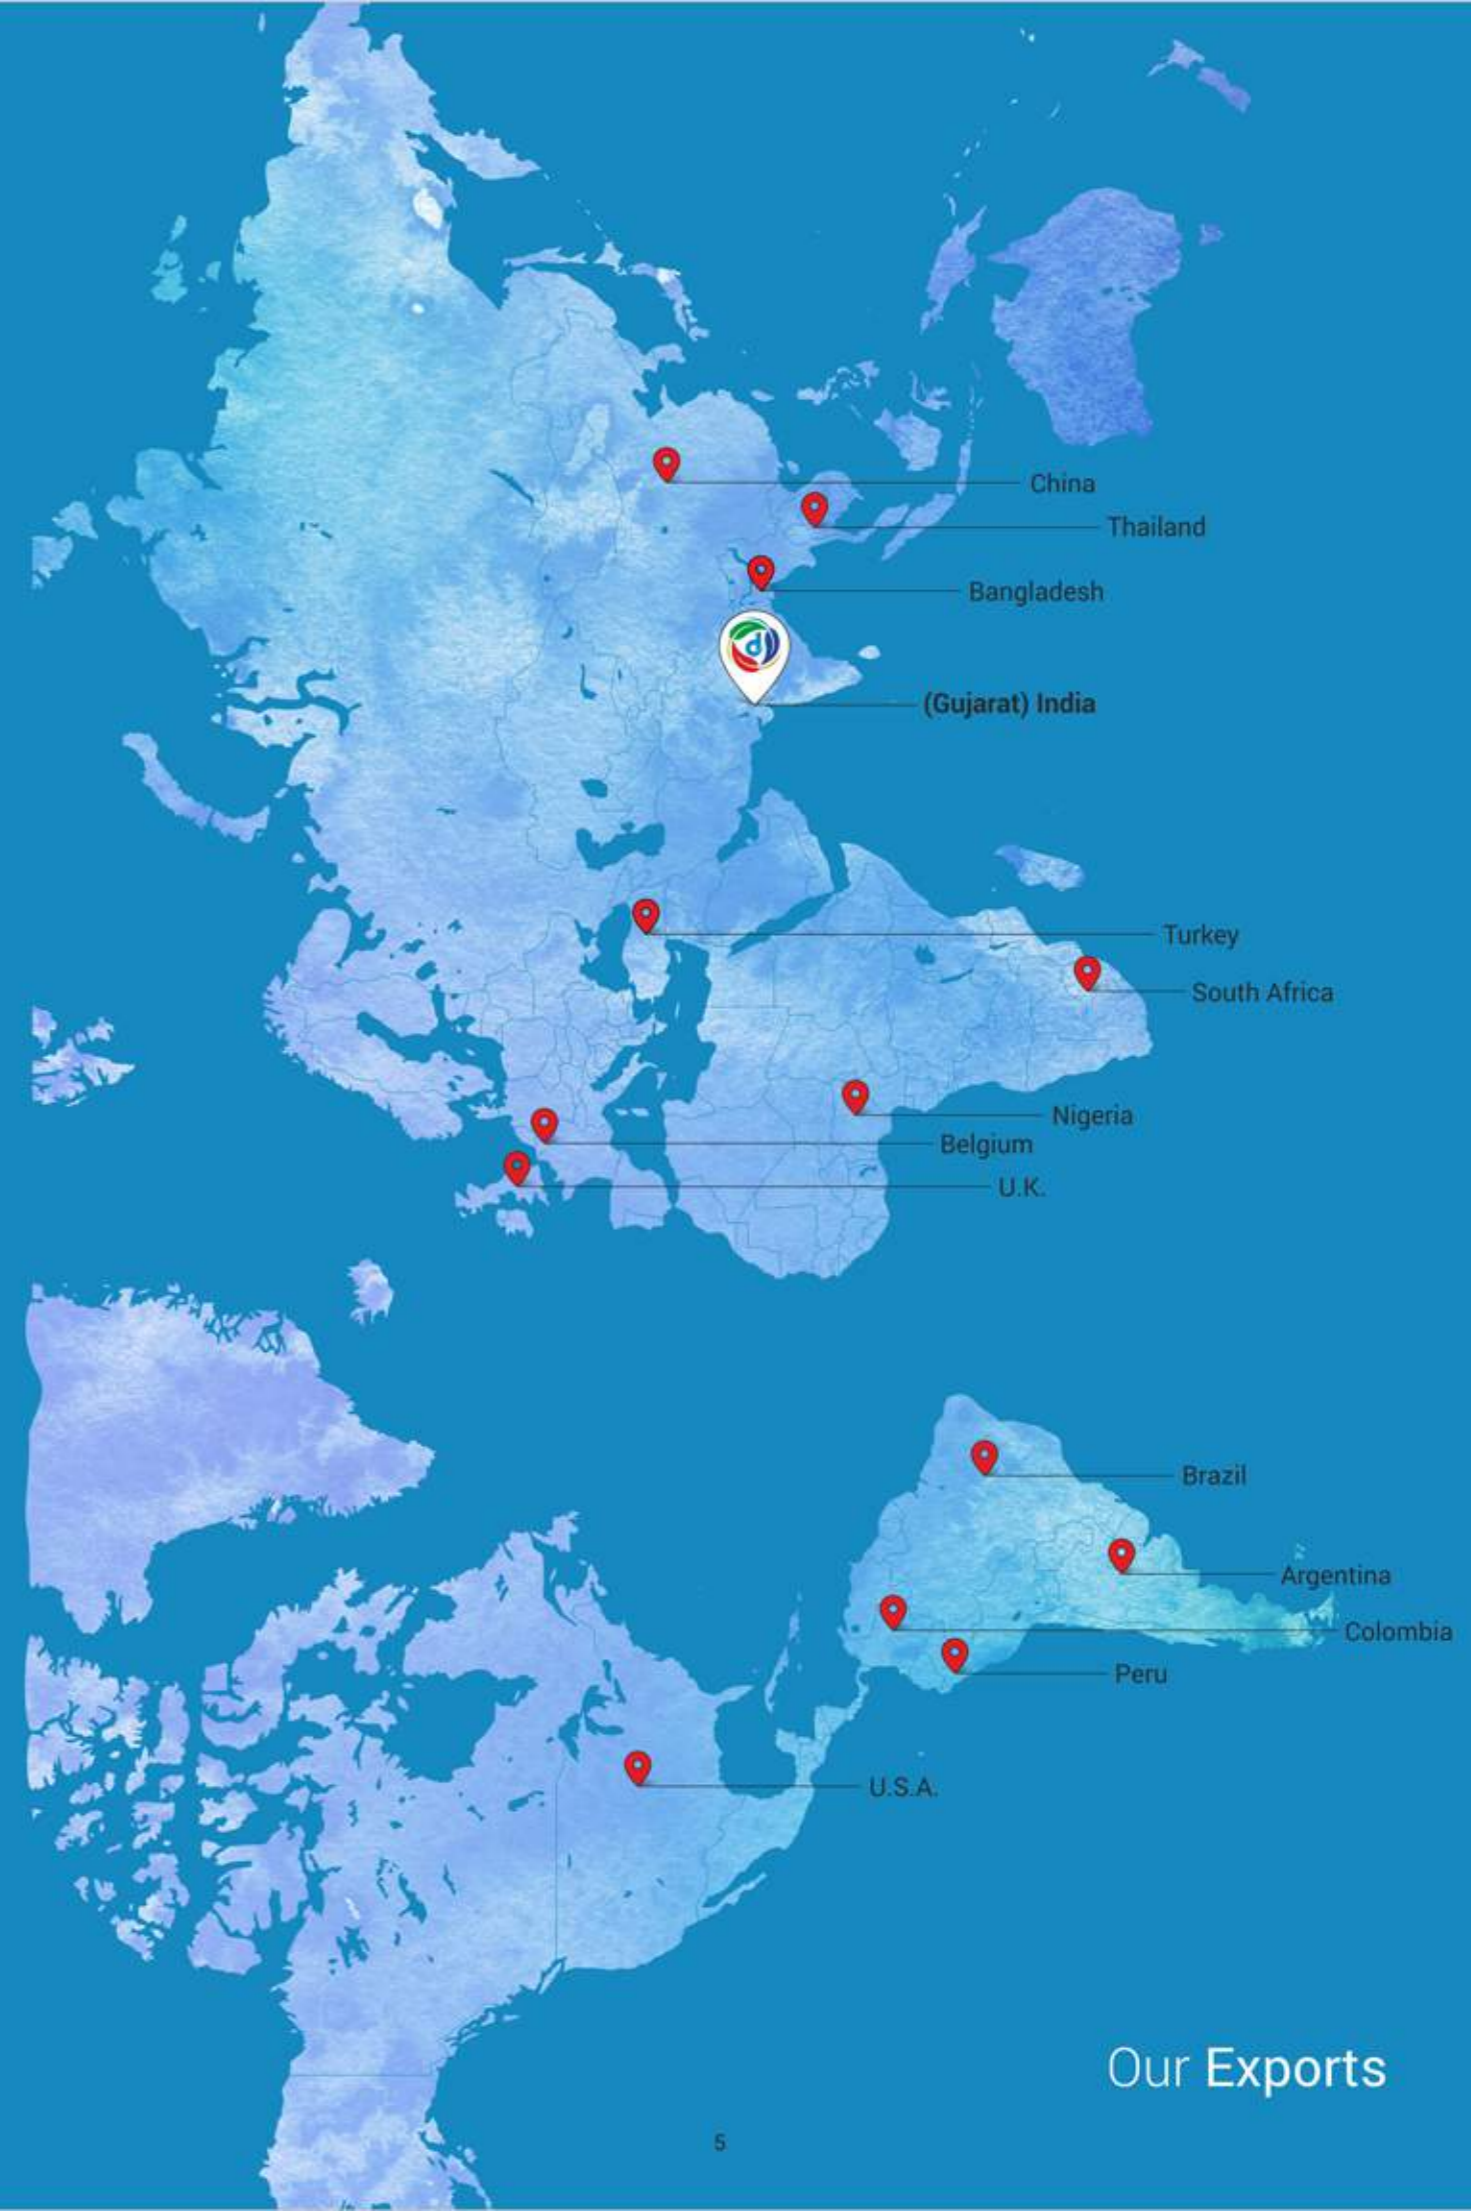 China
Thailand
Bangladesh
d
(Gujarat) India
Turkey
South Africa
Nigeria
Belgium
U.K.
Brazil
Argentina
Colombia
Peru
U.S.A.
Our Exports
5